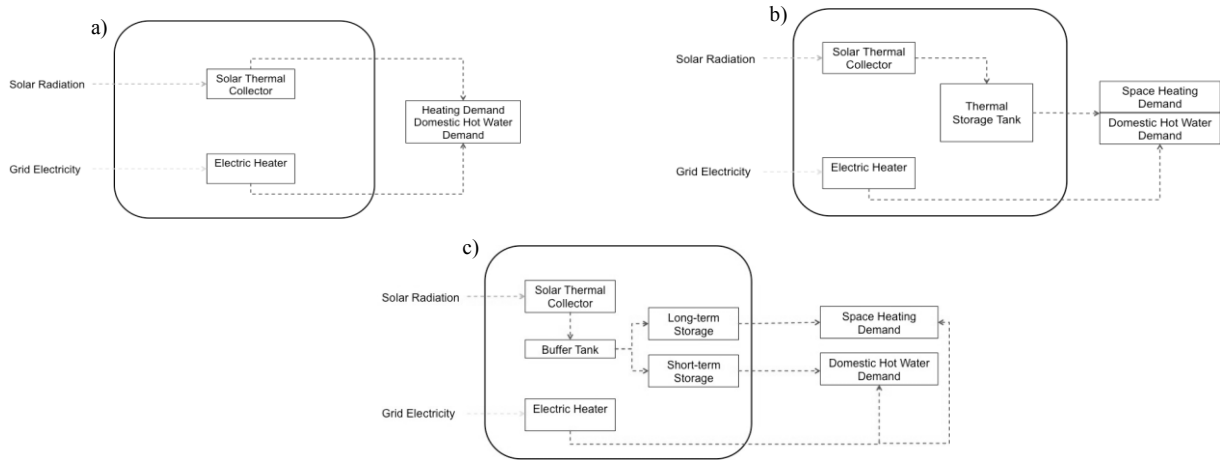 a)
Solar Radiation
Solar Thermal
Collector
Heating Demand
Domestic Hot Water
Demand
Grid Electricity
Electric Heater
b)
Solar Radiation
Solar Thermal
Collector
Thermal
Storage Tank
Space Heating
Demand
Domestic Hot Water
Demand
Grid Electricity
Electric Heater
c)
Solar Radiation
Solar Thermal
Collector
Buffer Tank
Long-term
Storage
Space Heating
Demand
Short-term
Storage
Domestic Hot Water
Demand
Grid Electricity
Electric Heater